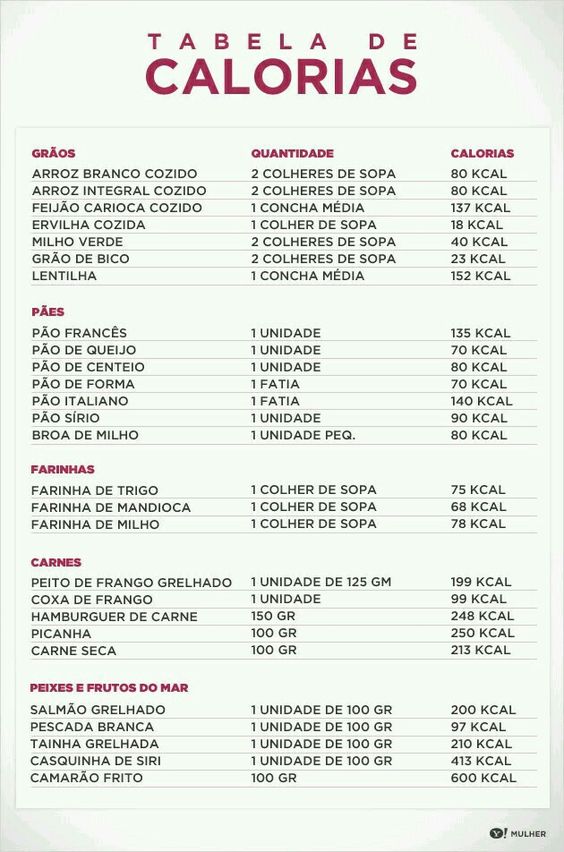 TABELA DE
CALORIAS
GRÃOS QUANTIDADE CALORIAS
ARROZ BRANCO COZIDO 2 COLHERES DE SOPA 80 KCAL
ARROZ INTEGRAL COZIDO 2 COLHERES DE SOPA 80 KCAL
FEIJÃO CARIOCA COZIDO 1 CONCHA MÉDIA 137 KCAL
ERVILHA COZIDA 1 COLHER DE SOPA 18 KCAL
MILHO VERDE 2 COLHERES DE SOPA 40 KCAL
GRÃO DE BICO 2 COLHERES DE SOPA 23 KCAL
LENTILHA 1 CONCHA MÉDIA 152 KCAL
PÃES
PÃO FRANCÊS 1 UNIDADE 135 KCAL
PÃO DE QUEIJO 1 UNIDADE 70 KCAL
PÃO DE CENTEIO 1 UNIDADE 80 KCAL
PÃO DE FORMA 1 FATIA 70 KCAL
PÃO ITALIANO 1 FATIA 140 KCAL
PÃO SÍRIO 1 UNIDADE 90 KCAL
BROA DE MILHO 1 UNIDADE PEQ. 80 KCAL
FARINHAS
FARINHA DE TRIGO 1 COLHER DE SOPA 75 KCAL
FARINHA DE MANDIOCA 1 COLHER DE SOPA 68 KCAL
FARINHA DE MILHO 1 COLHER DE SOPA 78 KCAL
CARNES
PEITO DE FRANGO GRELHADO 1 UNIDADE DE 125 GM 199 KCAL
COXA DE FRANGO 1 UNIDADE 99 KCAL
HAMBURGUER DE CARNE 150 GR 248 KCAL
PICANHA 100 GR 250 KCAL
CARNE SECA 100 GR 213 KCAL
PEIXES E FRUTOS DO MAR
SALMÃO GRELHADO 1 UNIDADE DE 100 GR 200 KCAL
PESCADA BRANCA 1 UNIDADE DE 100 GR 97 KCAL
TAINHA GRELHADA 1 UNIDADE DE 100 GR 210 KCAL
CASQUINHA DE SIRI 1 UNIDADE DE 100 GR 413 KCAL
CAMARÃO FRITO 100 GR 600 KCAL
Y! MULHER